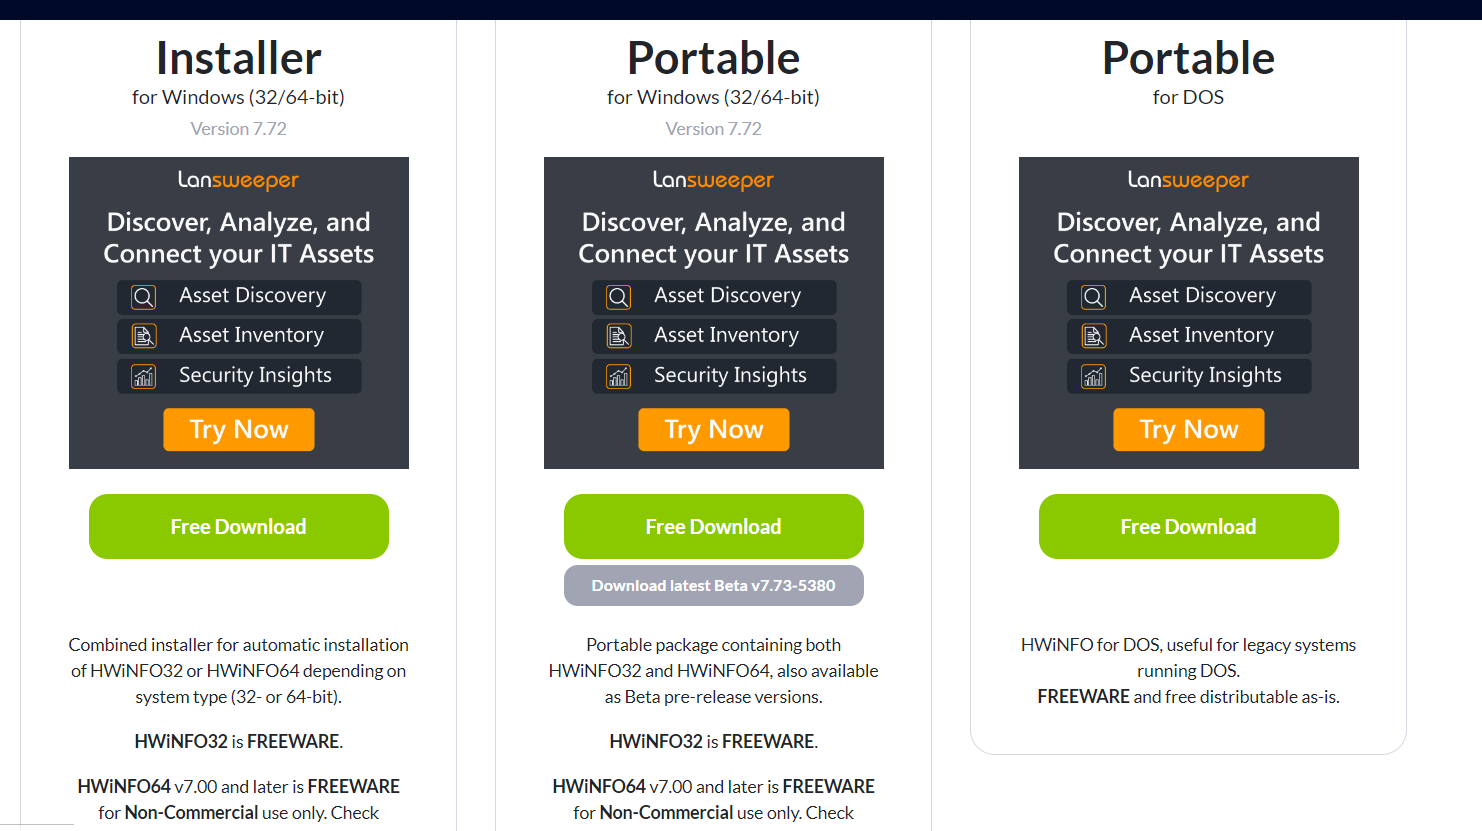 Installer
for Windows (32/64-bit)
Version 7.72
Lansweeper
Discover, Analyze, and
Connect your IT Assets
Asset Discovery
Asset Inventory
Security Insights
Try Now
Free Download
Combined installer for automatic installation
of HWiNFO32 or HWiNFO64 depending on
system type (32- or 64-bit).
HWiNFO32 is FREEWARE.
HWiNFO64 v7.00 and later is FREEWARE
for Non-Commercial use only. Check
Portable
for Windows (32/64-bit)
Version 7.72
Lansweeper
Discover, Analyze, and
Connect your IT Assets
Asset Discovery
Asset Inventory
Security Insights
Try Now
Free Download
Download latest Beta v7.73-5380
Portable package containing both
HWiNFO32 and HWiNFO64, also available
as Beta pre-release versions.
HWiNFO32 is FREEWARE.
HWiNFO64 v7.00 and later is FREEWARE
for Non-Commercial use only. Check
Portable
for DOS
Lansweeper
Discover, Analyze, and
Connect your IT Assets
Asset Discovery
Asset Inventory
Security Insights
Try Now
Free Download
HWiNFO for DOS, useful for legacy systems
running DOS.
FREEWARE and free distributable as-is.